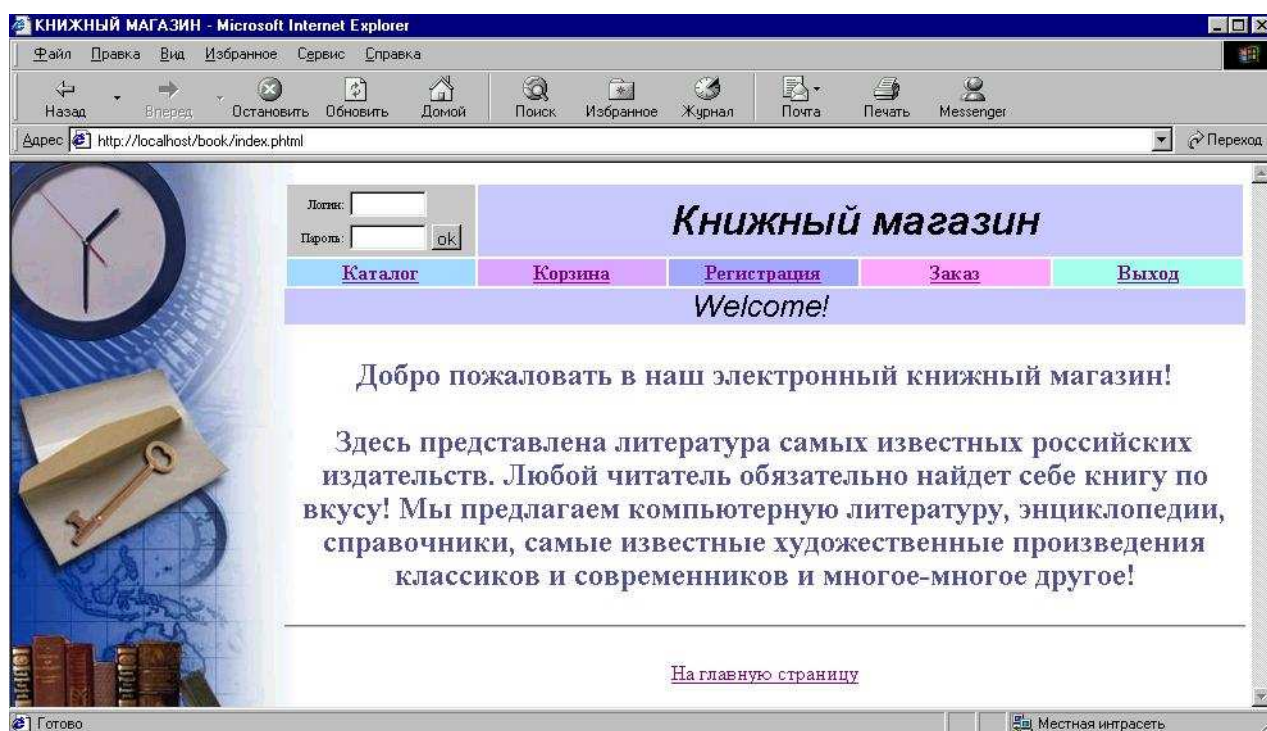 КНИЖНЫЙ МАГАЗИН - Microsoft Internet Explorer
Файл Правка Вид Избранное Сервис Справка
Назад Вперед Остановить Обновить Домой Поиск Избранное Журнал Почта Печать Messenger
Адрес http://localhost/book/index.phtml Переход
Логин:
Пароль: ok
Книжный магазин
Каталог Корзина Регистрация Заказ Выход
Welcome!
Добро пожаловать в наш электронный книжный магазин!
Здесь представлена литература самых известных российских
издательств. Любой читатель обязательно найдет себе книгу по
вкусу! Мы предлагаем компьютерную литературу, энциклопедии,
справочники, самые известные художественные произведения
классиков и современников и многое-многое другое!
На главную страницу
Готово Местная интрасеть